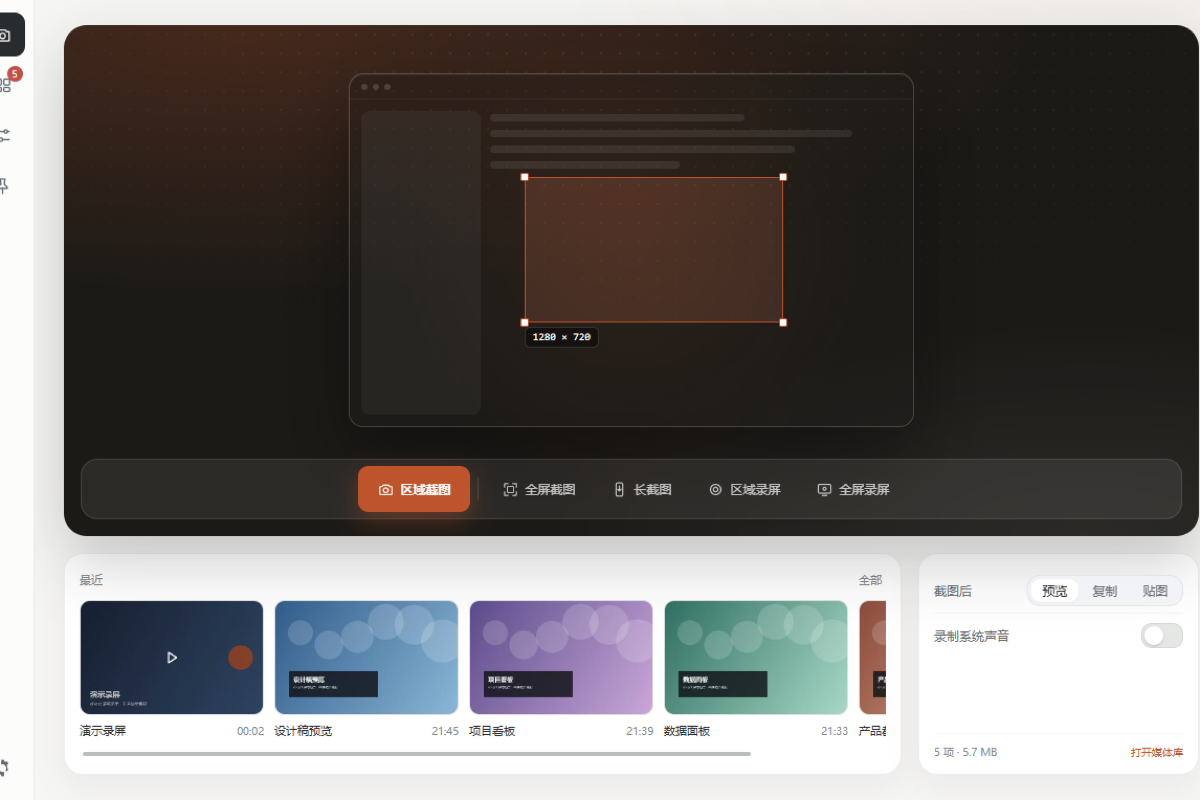 5
1280 × 720
区域截图
全屏截图
长截图
区域录屏
全屏录屏
最近
全部
演示录屏
设计稿预览
项目看板
数据面板
演示录屏 00:02
设计稿预览 21:45
项目看板 21:39
数据面板 21:33
截图后
预览
复制
贴图
录制系统声音
5 项 · 5.7 MB
打开媒体库